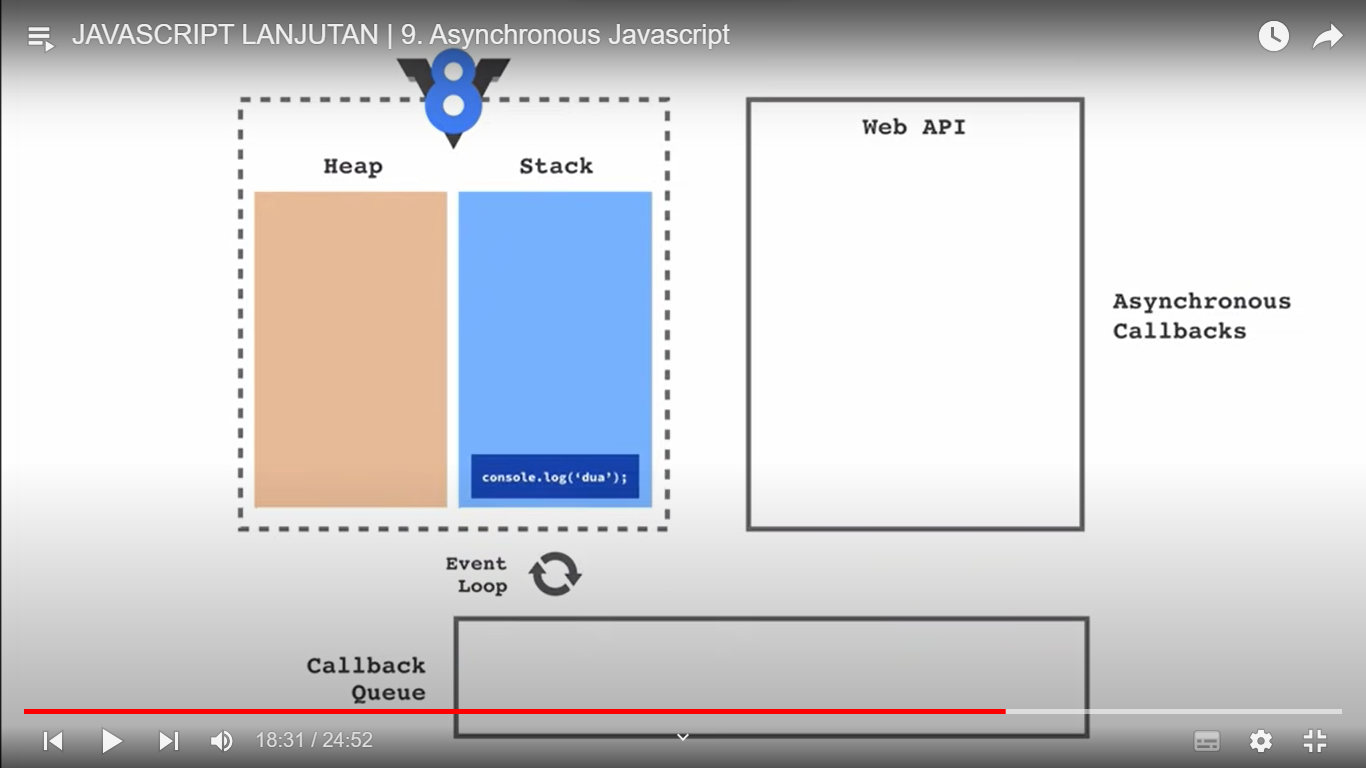 JAVASCRIPT LANJUTAN | 9. Asynchronous Javascript
8
Heap
Stack
Web API
Asynchronous
Callbacks
console.log(‘dua’);
Event
Loop
Callback
Queue
18:31 / 24:52